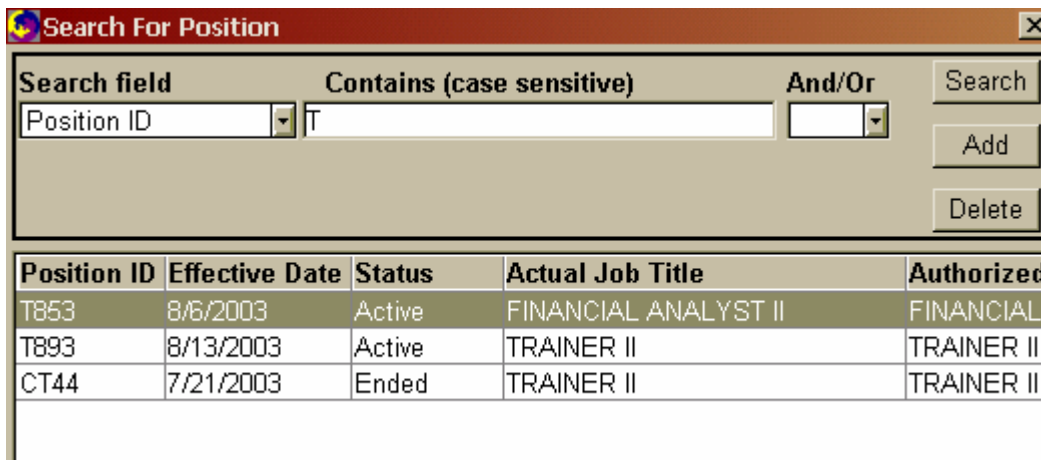 Search For Position
Search field Contains (case sensitive) And/Or Search
Position ID T
Add
Delete
Position ID Effective Date Status Actual Job Title Authorized
T853 8/6/2003 Active FINANCIAL ANALYST II FINANCIAL
T893 8/13/2003 Active TRAINER II TRAINER II
CT44 7/21/2003 Ended TRAINER II TRAINER II